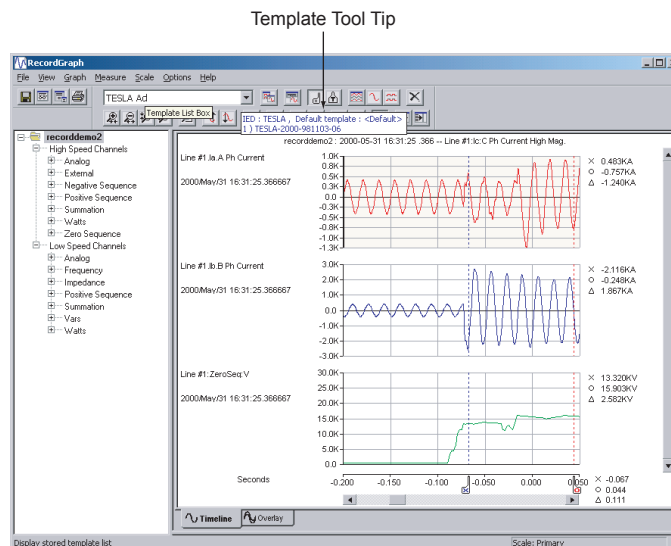 Template Tool Tip
RecordGraph
File View Graph Measure Scale Options Help
TESLA Ad
Template List Box
IED : TESLA , Default template : <Default>
1 ) TESLA-2000-981103-06
recorddemo2
High Speed Channels
Analog
External
Negative Sequence
Positive Sequence
Summation
Watts
Zero Sequence
Low Speed Channels
Analog
Frequency
Impedance
Positive Sequence
Summation
Vars
Watts
recorddemo2 : 2000-05-31 16:31:25 .366 -- Line #1:Ic:C Ph Current High Mag.
Line #1.Ia.A Ph Current
2000/May/31 16:31:25.366667
1.0K
0.8K
0.5K
0.3K
0.0
-0.3K
-0.5K
-0.8K
-1.0K
-1.3K
× 0.483KA
○ -0.757KA
Δ -1.240KA
Line #1.Ib.B Ph Current
2000/May/31 16:31:25.366667
3.0K
2.0K
1.0K
0.0
-1.0K
-2.0K
-3.0K
× -2.116KA
○ -0.248KA
Δ 1.867KA
Line #1:ZeroSeq:V
2000/May/31 16:31:25.366667
30.0K
25.0K
20.0K
15.0K
10.0K
5.0K
0.0
× 13.320KV
○ 15.903KV
Δ 2.582KV
Seconds
-0.200 -0.150 -0.100 -0.050 0.000 0.050
× -0.067
○ 0.044
Δ 0.111
Timeline Overlay
Display stored template list
Scale: Primary